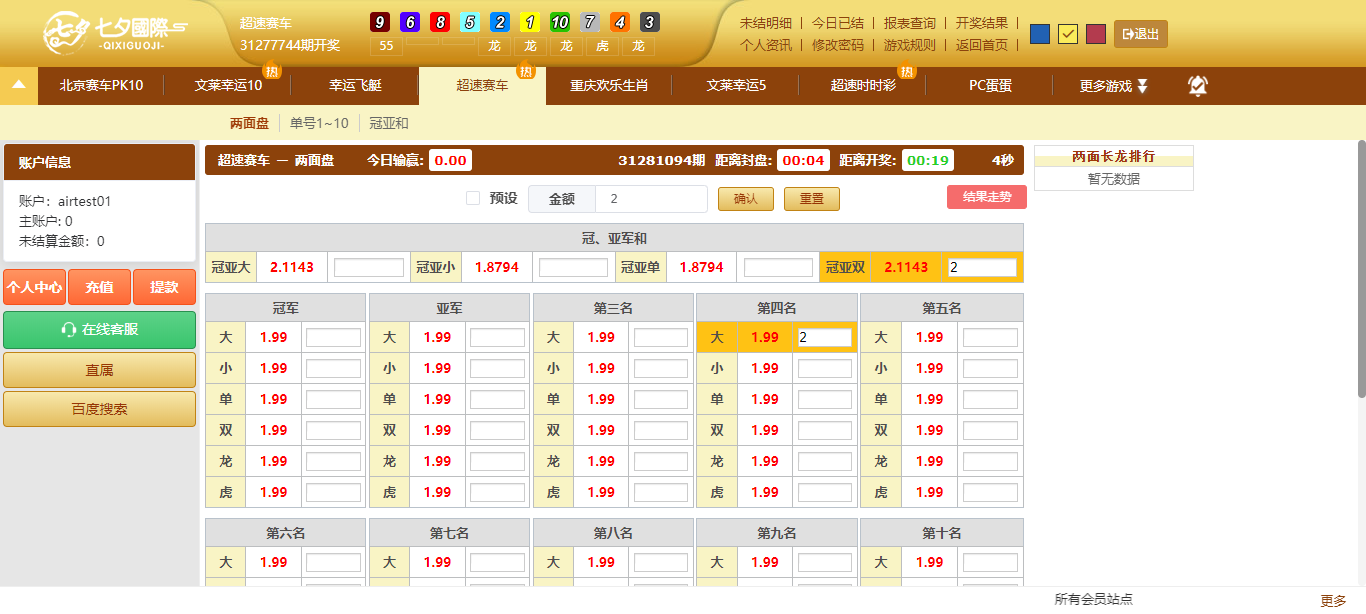 七夕 七夕國際
-QIXIGUOJI-
超速赛车
31277744期开奖
9 6 8 5 2 1 10 7 4 3
55 龙 龙 龙 虎 龙
未结明细 | 今日已结 | 报表查询 | 开奖结果 |
个人资讯 | 修改密码 | 游戏规则 | 返回首页 |
退出
北京赛车PK10 文莱幸运10 热 幸运飞艇 超速赛车 热 重庆欢乐生肖 文莱幸运5 超速时时彩 热 PC蛋蛋 更多游戏
两面盘 单号1~10 冠亚和
账户信息
账户：airtest01
主账户: 0
未结算金额：0
个人中心 充值 提款
在线客服
直属
百度搜索
超速赛车 — 两面盘 今日输赢: 0.00 31281094期 距离封盘: 00:04 距离开奖: 00:19 4秒
预设 金额 2 确认 重置 结果走势
冠、亚军和
冠亚大 2.1143 冠亚小 1.8794 冠亚单 1.8794 冠亚双 2.1143 2
冠军 亚军 第三名 第四名 第五名
大 1.99 大 1.99 大 1.99 大 1.99 2 大 1.99
小 1.99 小 1.99 小 1.99 小 1.99 小 1.99
单 1.99 单 1.99 单 1.99 单 1.99 单 1.99
双 1.99 双 1.99 双 1.99 双 1.99 双 1.99
龙 1.99 龙 1.99 龙 1.99 龙 1.99 龙 1.99
虎 1.99 虎 1.99 虎 1.99 虎 1.99 虎 1.99
第六名 第七名 第八名 第九名 第十名
大 1.99 大 1.99 大 1.99 大 1.99 大 1.99
两面长龙排行
暂无数据
所有会员站点
更多